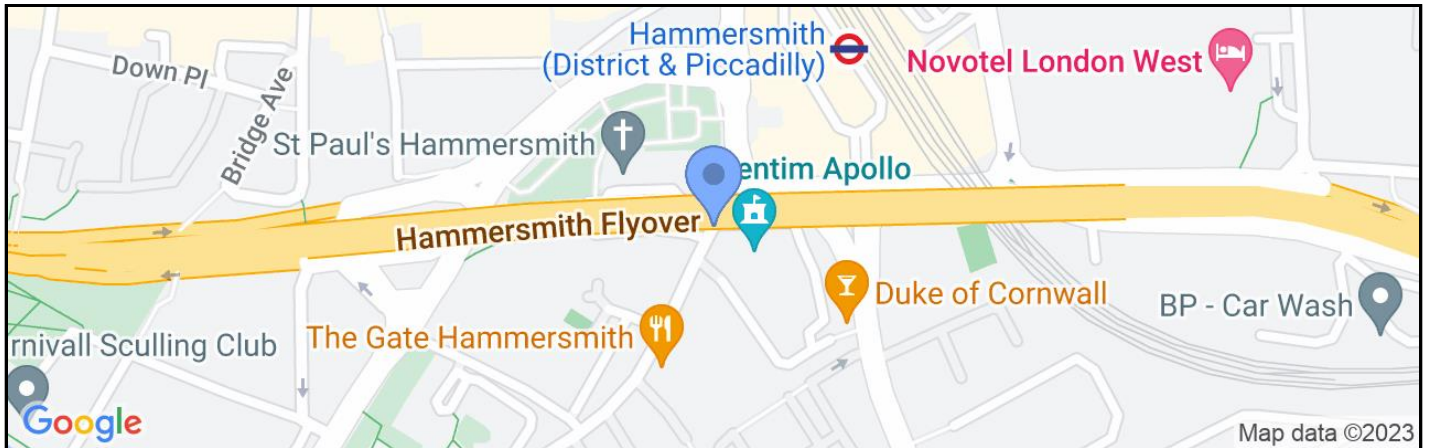 Hammersmith
(District & Piccadilly)
Novotel London West
Down Pl
Bridge Ave
St Paul's Hammersmith
entim Apollo
Hammersmith Flyover
Duke of Cornwall
BP - Car Wash
The Gate Hammersmith
rnivall Sculling Club
Google
Map data ©2023